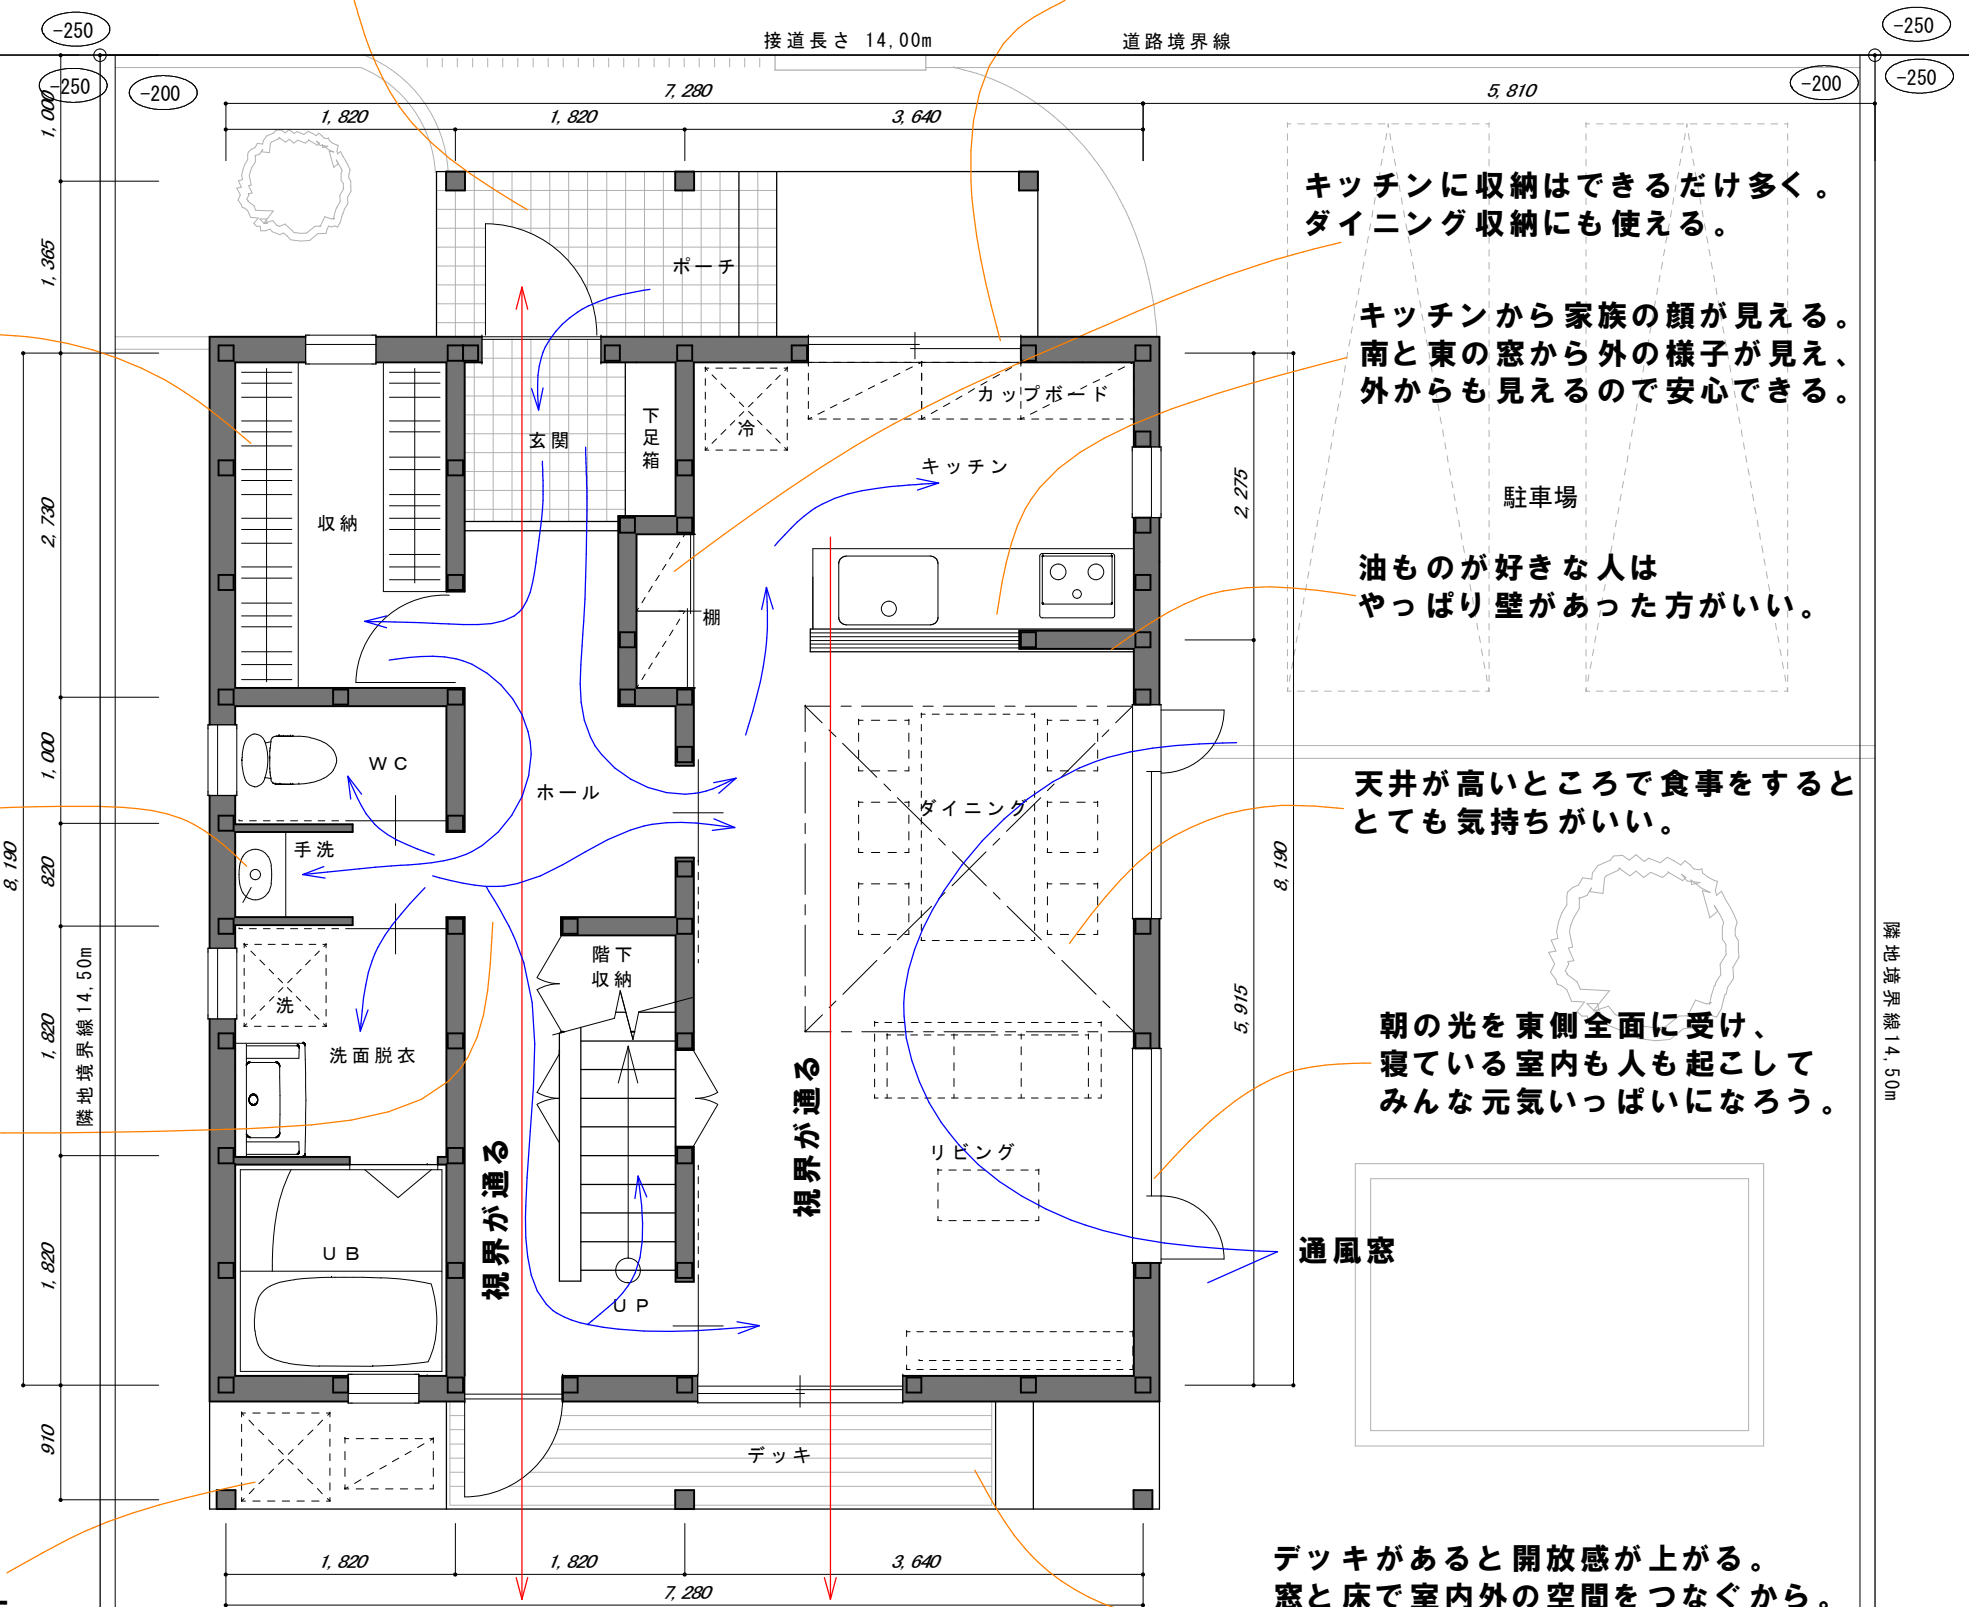 -250
接道長さ 14,00m
道路境界線
-250
-250
-200
-200
-250
7,280
5,810
1,000
1,820
1,820
3,640
キッチンに収納はできるだけ多く。
ダイニング収納にも使える。
1,365
ポーチ
キッチンから家族の顔が見える。
南と東の窓から外の様子が見え、
外からも見えるので安心できる。
カップボード
冷
下足箱
玄関
キッチン
収納
2,730
2,275
駐車場
油ものが好きな人は
やっぱり壁があった方がいい。
棚
WC
1,000
ホール
ダイニング
天井が高いところで食事をすると
とても気持ちがいい。
手洗
8,190
820
8,190
階下
収納
洗
洗面脱衣
1,820
隣地境界線14,50m
5,915
隣地境界線14,50m
朝の光を東側全面に受け、
寝ている室内も人も起こして
みんな元気いっぱいになろう。
視界が通る
視界が通る
リビング
UB
1,820
UP
通風窓
910
デッキ
1,820
1,820
3,640
7,280
デッキがあると開放感が上がる。
窓と床で室内外の空間をつなぐから。